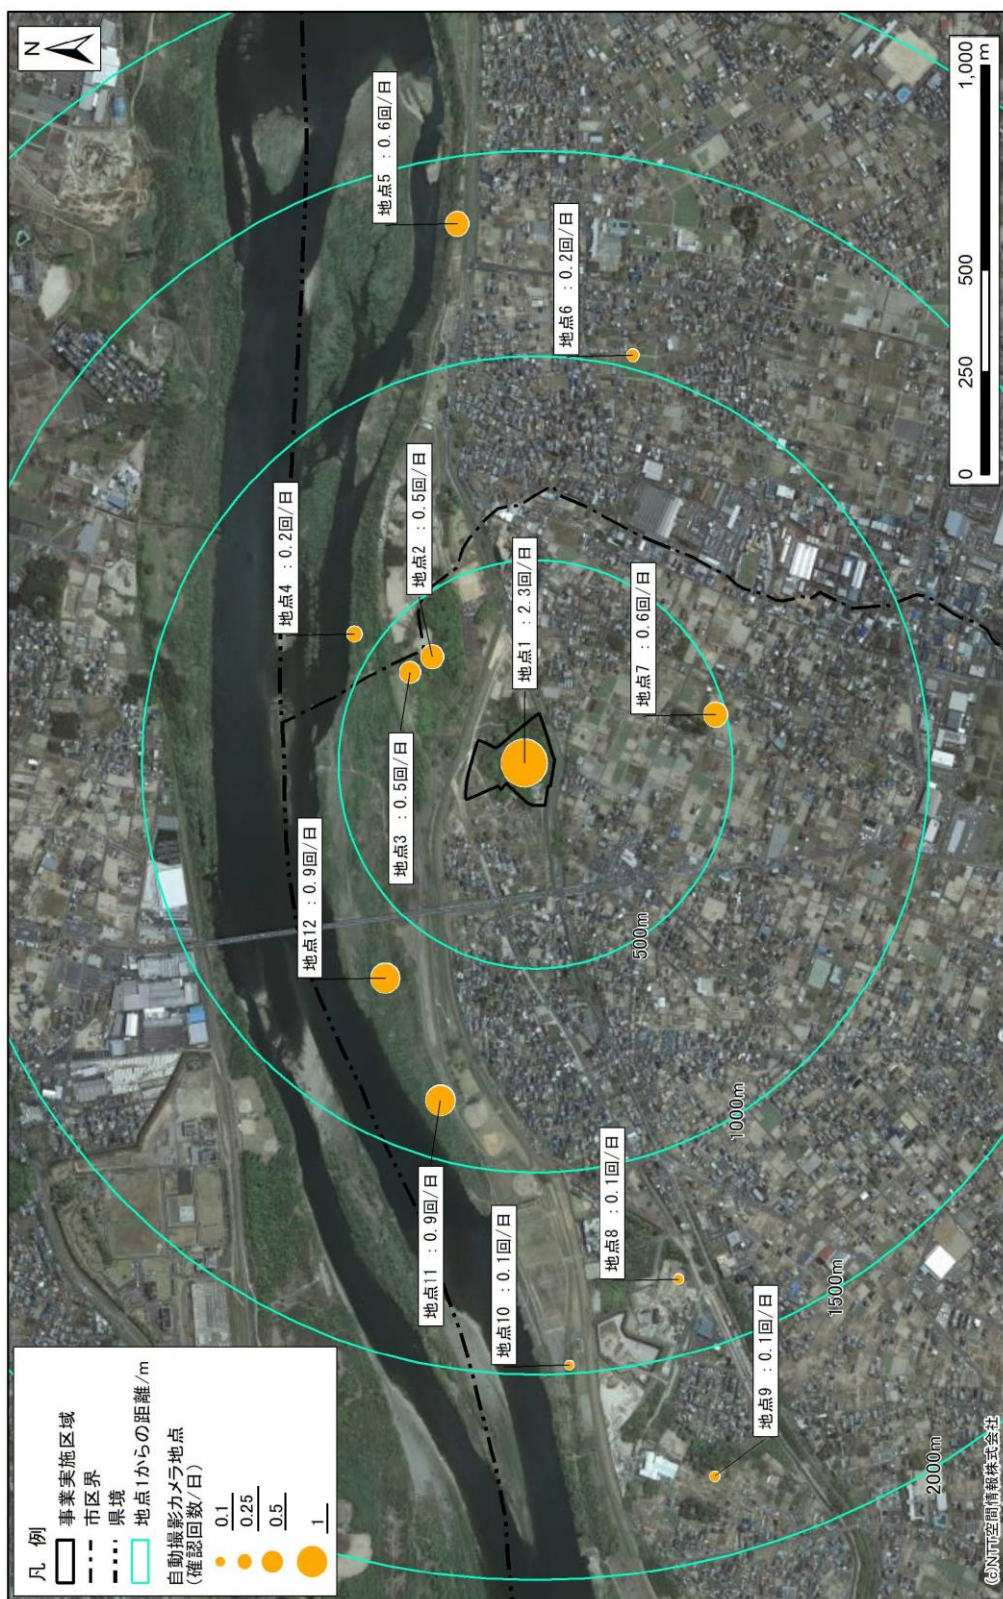 N
凡 例
事業実施区域
市区界
県境
地点1からの距離/m
自動撮影カメラ地点
(確認回数/日)
0.1
0.25
0.5
1
地点5 : 0.6回/日
地点6 : 0.2回/日
地点4 : 0.2回/日
地点2 : 0.5回/日
地点1 : 2.3回/日
地点7 : 0.6回/日
地点3 : 0.5回/日
地点12 : 0.9回/日
地点11 : 0.9回/日
地点10 : 0.1回/日
地点8 : 0.1回/日
地点9 : 0.1回/日
500m
1000m
1500m
2000m
0 250 500 1,000
m
(c)NTT空間情報株式会社